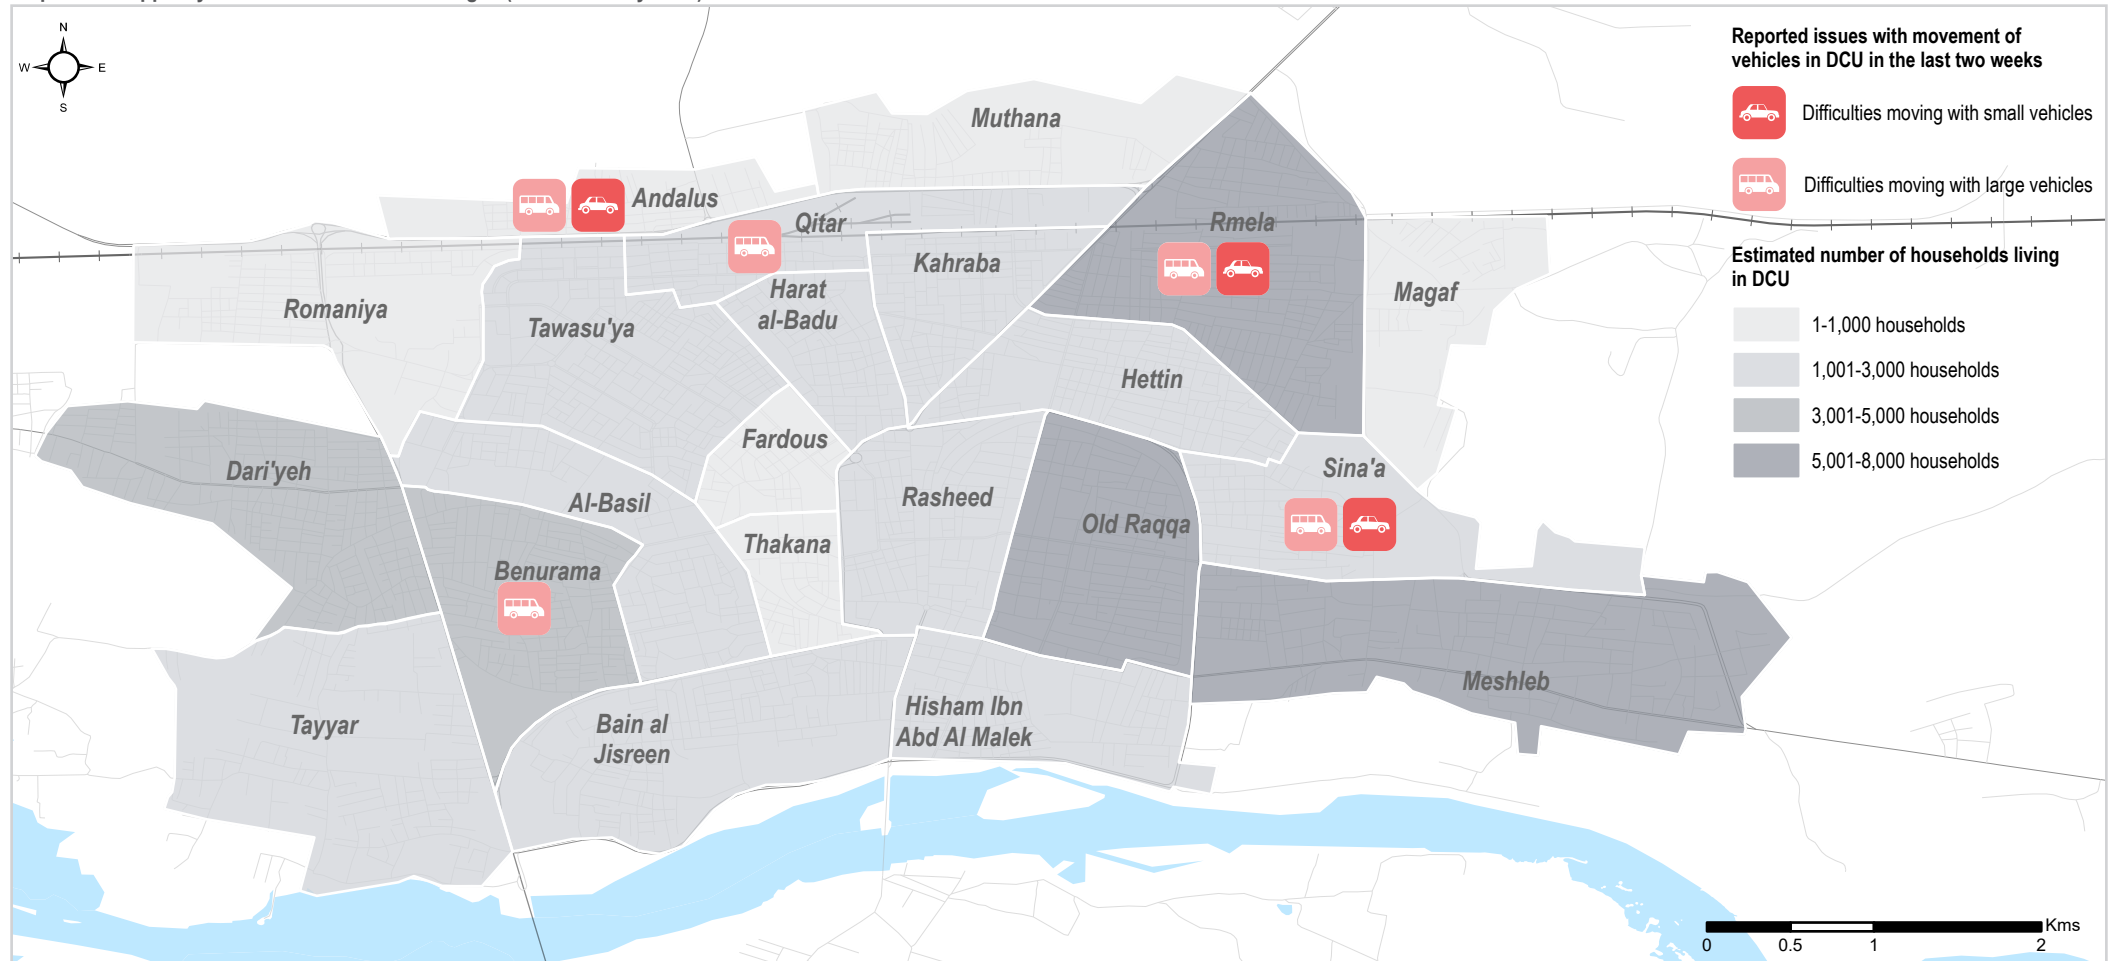 N
W E
S
Reported issues with movement of
vehicles in DCU in the last two weeks
Difficulties moving with small vehicles
Difficulties moving with large vehicles
Estimated number of households living
in DCU
1-1,000 households
1,001-3,000 households
3,001-5,000 households
5,001-8,000 households
Muthana
Andalus
Qitar
Rmela
Kahraba
Magaf
Romaniya
Harat
al-Badu
Tawasu'ya
Hettin
Fardous
Dari'yeh
Sina'a
Al-Basil
Rasheed
Old Raqqa
Thakana
Benurama
Meshleb
Tayyar
Bain al
Jisreen
Hisham Ibn
Abd Al Malek
Kms
0 0.5 1 2